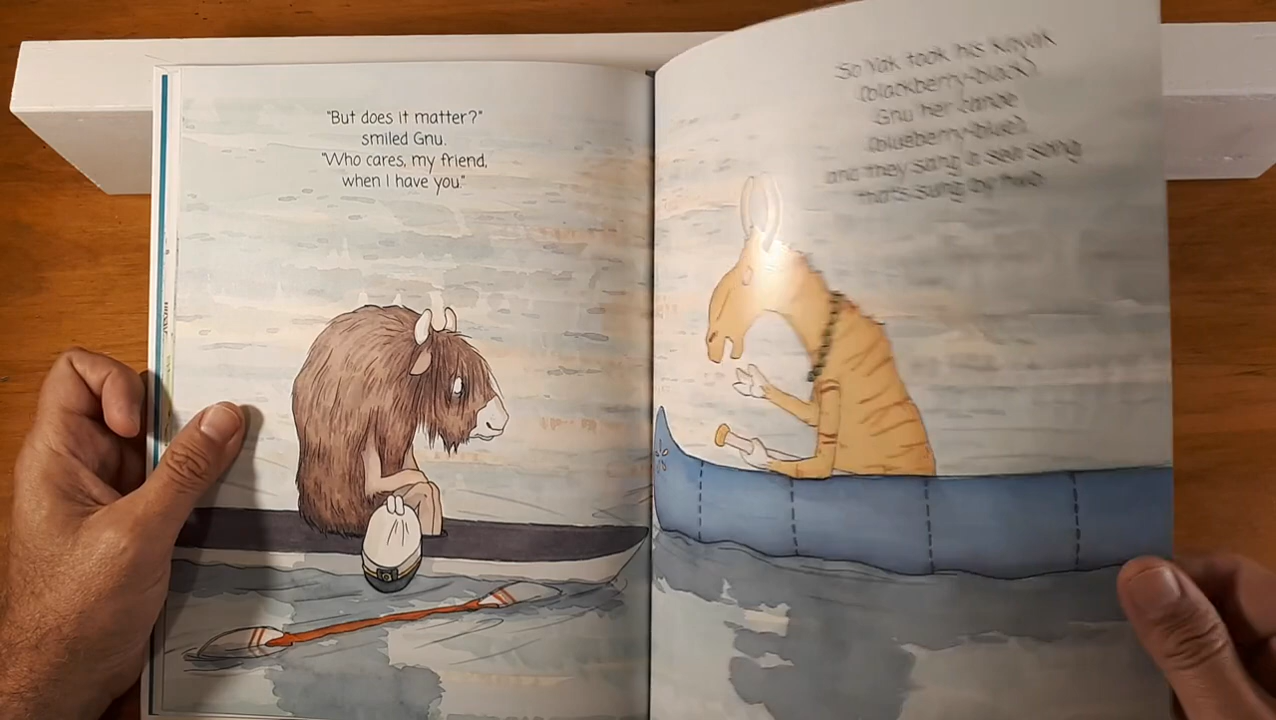 "But does it matter?"
smiled Gnu.
"Who cares, my friend,
when I have you."
So Yak took his kayak
(blackberry-black),
Gnu her canoe
(blueberry-blue),
and they sang a sea song
that's sung by two